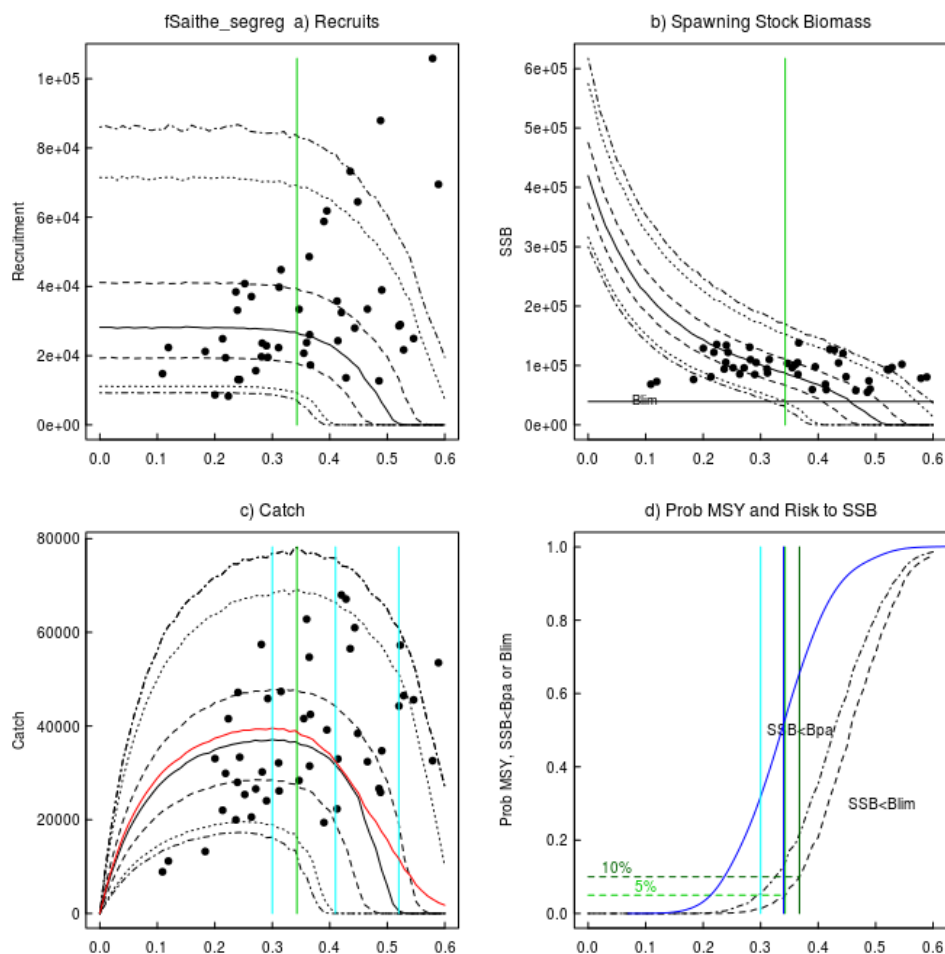 fSaithe_segreg a) Recruits
Recruitment
1e+05
8e+04
6e+04
4e+04
2e+04
0e+00
0.0 0.1 0.2 0.3 0.4 0.5 0.6
b) Spawning Stock Biomass
SSB
6e+05
5e+05
4e+05
3e+05
2e+05
1e+05
0e+00
Blim
0.0 0.1 0.2 0.3 0.4 0.5 0.6
c) Catch
Catch
80000
60000
40000
20000
0
0.0 0.1 0.2 0.3 0.4 0.5 0.6
d) Prob MSY and Risk to SSB
Prob MSY, SSB<Bpa or Blim
1.0
0.8
0.6
0.4
0.2
0.0
SSB<Bpa
SSB<Blim
10%
5%
0.0 0.1 0.2 0.3 0.4 0.5 0.6